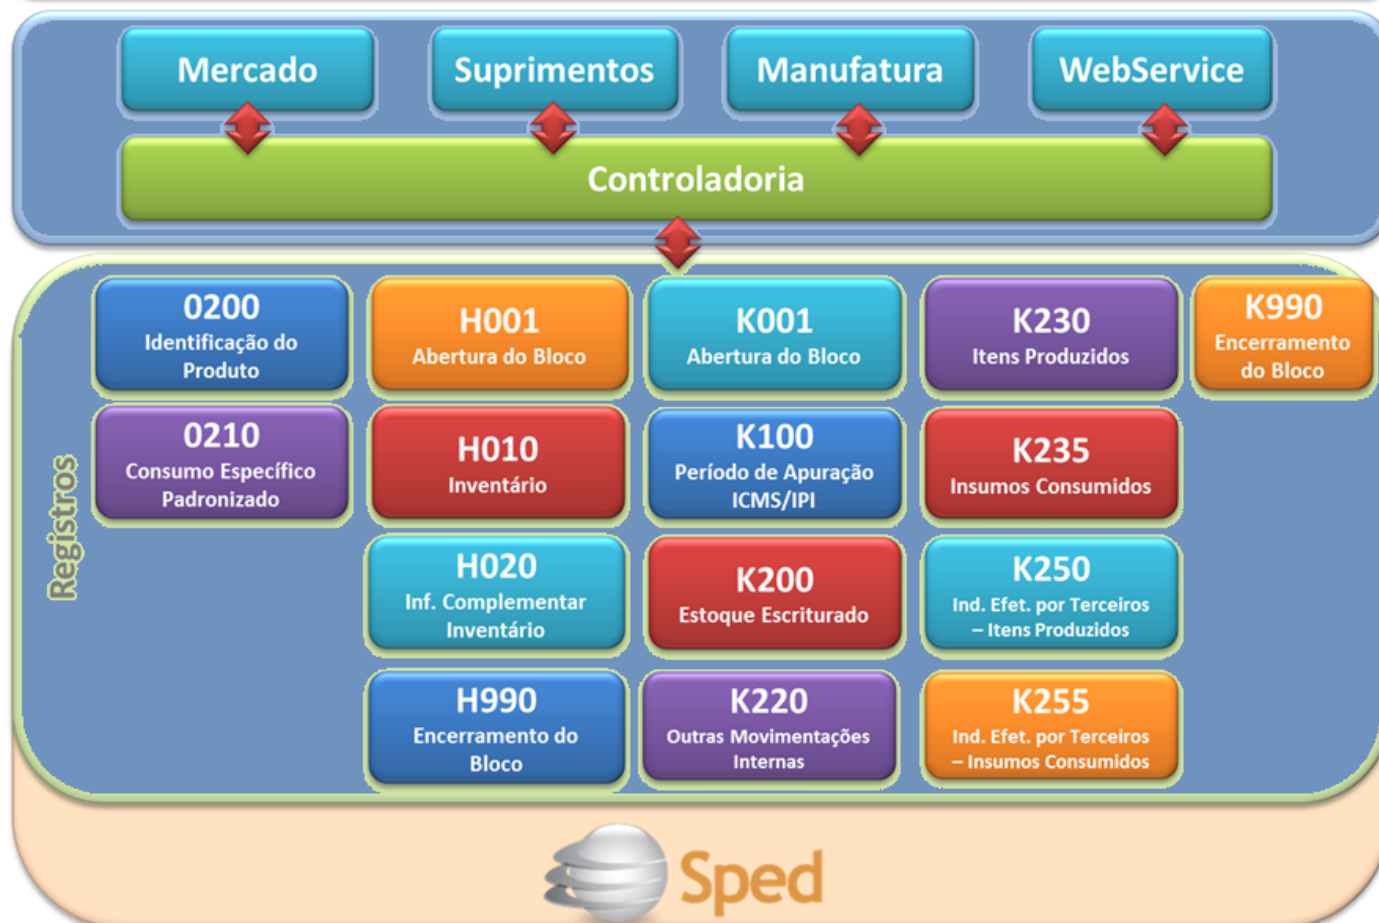 Mercado
Suprimentos
Manufatura
WebService
Controladoria
Registros
0200
Identificação do
Produto
H001
Abertura do Bloco
K001
Abertura do Bloco
K230
Itens Produzidos
K990
Encerramento
do Bloco
0210
Consumo Específico
Padronizado
H010
Inventário
K100
Período de Apuração
ICMS/IPI
K235
Insumos Consumidos
H020
Inf. Complementar
Inventário
K200
Estoque Escriturado
K250
Ind. Efet. por Terceiros
– Itens Produzidos
H990
Encerramento do
Bloco
K220
Outras Movimentações
Internas
K255
Ind. Efet. por Terceiros
– Insumos Consumidos
Sped